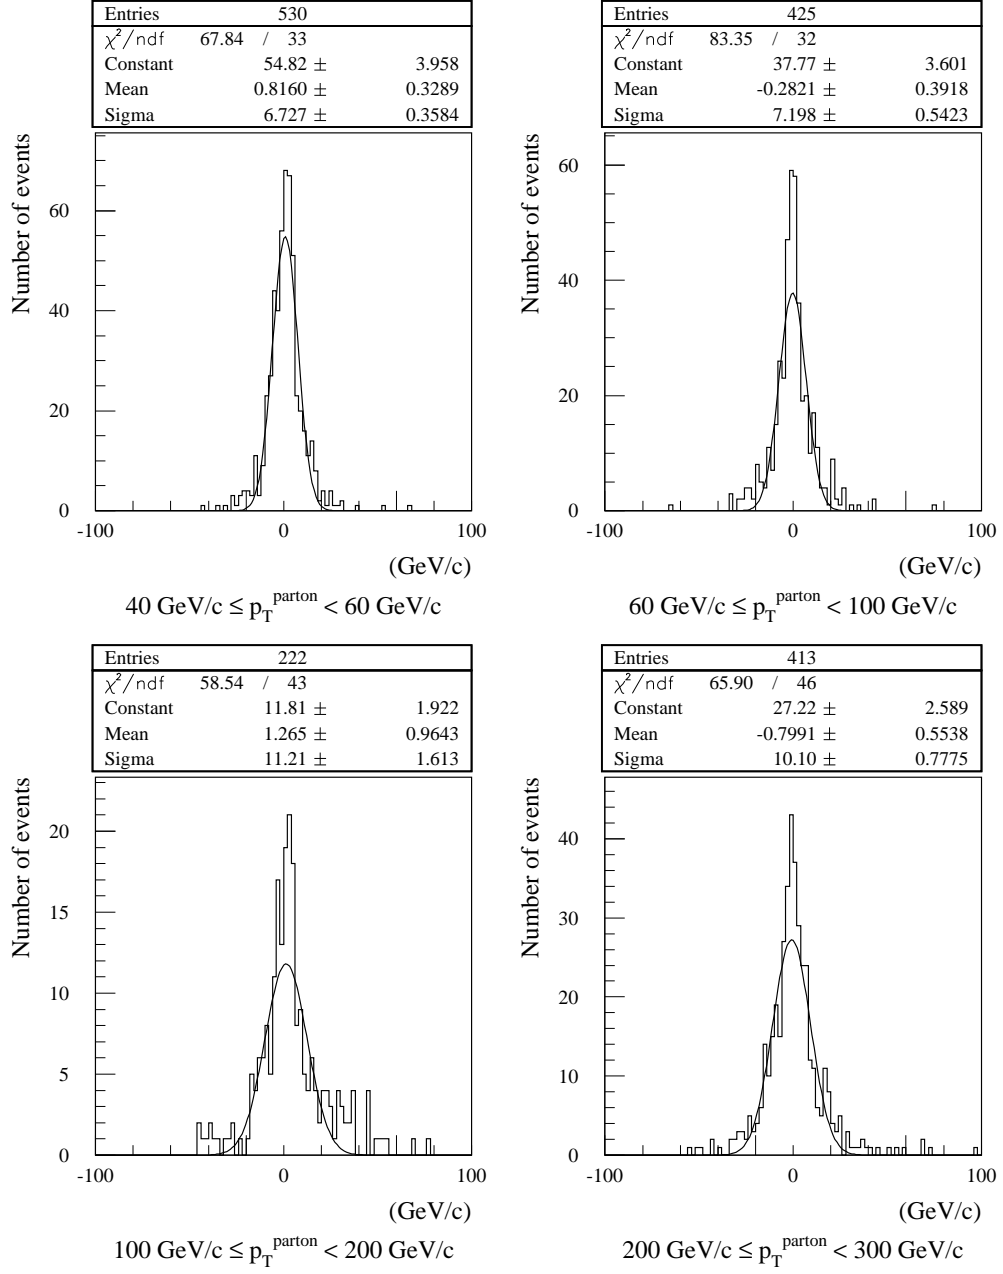 Entries 530
χ²/ndf 67.84 / 33
Constant 54.82 ± 3.958
Mean 0.8160 ± 0.3289
Sigma 6.727 ± 0.3584
Number of events
60
40
20
0
-100 0 100
(GeV/c)
40 GeV/c ≤ p_T^parton < 60 GeV/c
Entries 425
χ²/ndf 83.35 / 32
Constant 37.77 ± 3.601
Mean -0.2821 ± 0.3918
Sigma 7.198 ± 0.5423
Number of events
60
40
20
0
-100 0 100
(GeV/c)
60 GeV/c ≤ p_T^parton < 100 GeV/c
Entries 222
χ²/ndf 58.54 / 43
Constant 11.81 ± 1.922
Mean 1.265 ± 0.9643
Sigma 11.21 ± 1.613
Number of events
20
15
10
5
0
-100 0 100
(GeV/c)
100 GeV/c ≤ p_T^parton < 200 GeV/c
Entries 413
χ²/ndf 65.90 / 46
Constant 27.22 ± 2.589
Mean -0.7991 ± 0.5538
Sigma 10.10 ± 0.7775
Number of events
40
30
20
10
0
-100 0 100
(GeV/c)
200 GeV/c ≤ p_T^parton < 300 GeV/c